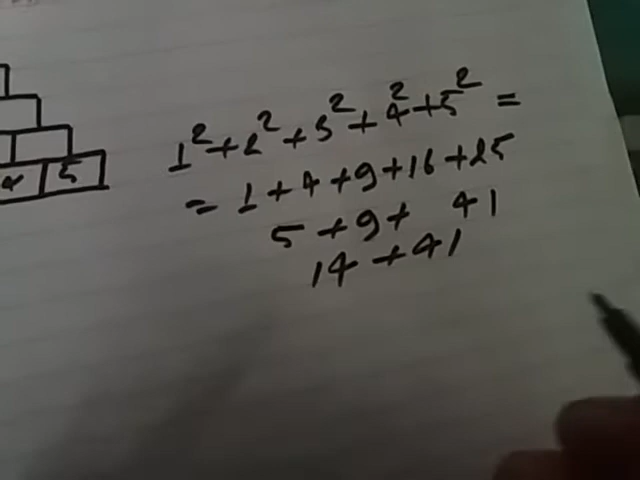 1² + 2² + 3² + 4² + 5² =
= 1 + 4 + 9 + 16 + 25
5 + 9 + 41
14 + 41
4 5